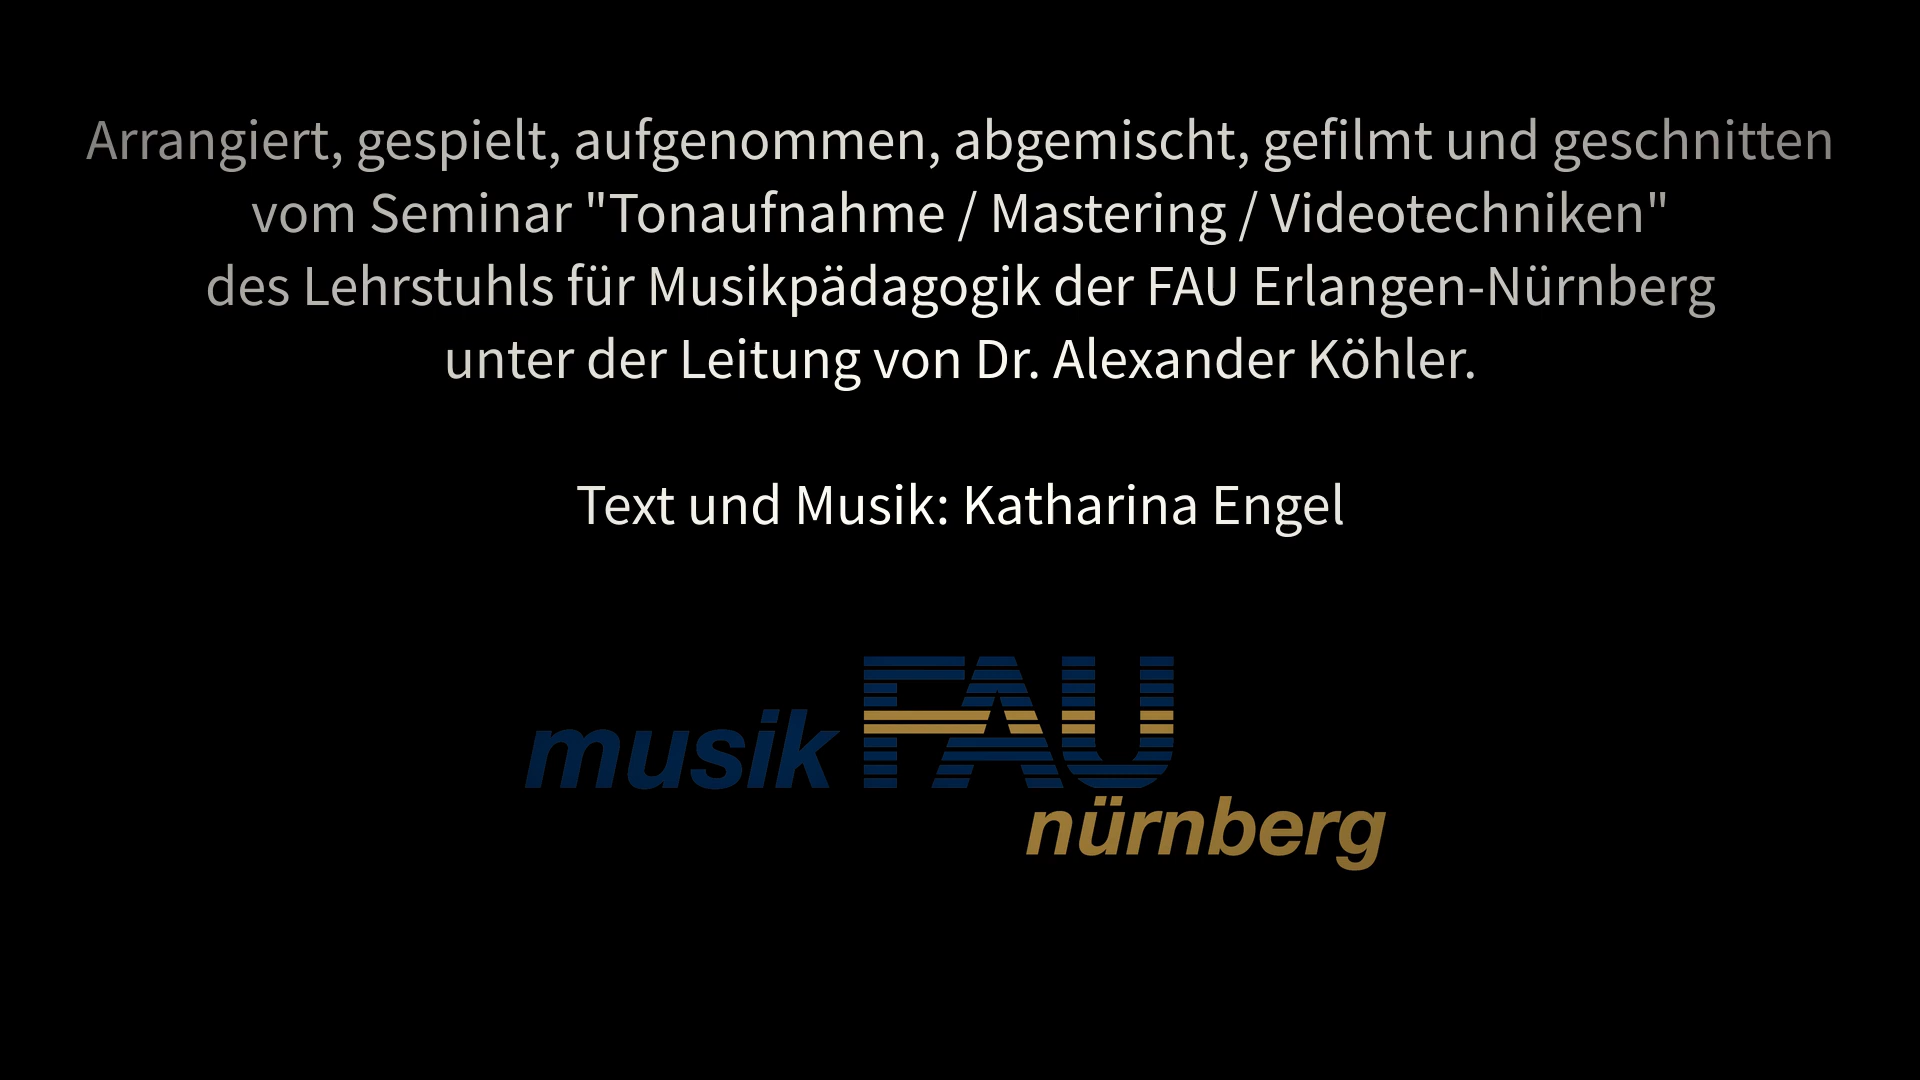 Arrangiert, gespielt, aufgenommen, abgemischt, gefilmt und geschnitten
vom Seminar "Tonaufnahme / Mastering / Videotechniken"
des Lehrstuhls für Musikpädagogik der FAU Erlangen-Nürnberg
unter der Leitung von Dr. Alexander Köhler.
Text und Musik: Katharina Engel
musik FAU
nürnberg